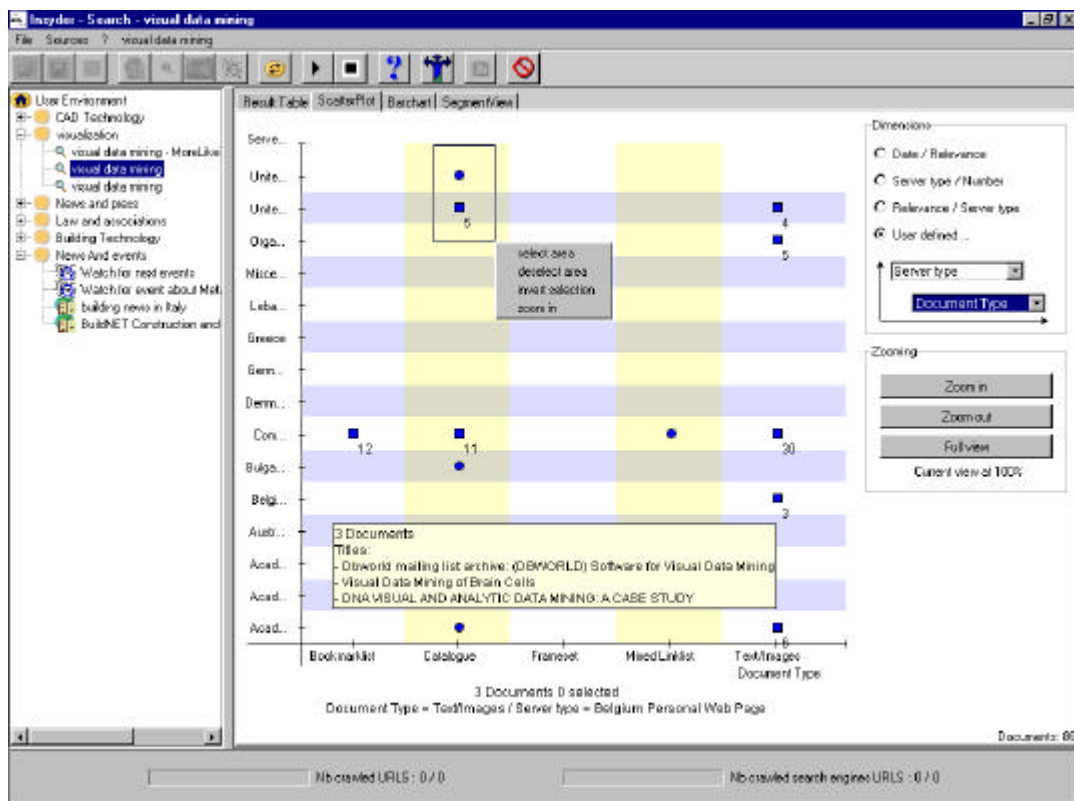 Insyder - Search - visual data mining
File Sources ? visual data mining
User Environment
CAD Technology
visualization
visual data mining - MoreLike
visual data mining
visual data mining
News and press
Law and associations
Building Technology
News And events
Watch for next events
Watch for event about Met
building news in Italy
BuildNET Construction and
Result Table ScatterPlot Barchart SegmentView
Serve...
Unite...
Unite...
Orga...
Misce...
Leba...
Greece
Germ...
Denm...
Con...
Bulga...
Belgi...
Austr...
Acad...
Acad...
Acad...
5
4
5
12
11
30
3
6
select area
deselect area
invert selection
zoom in
3 Documents
Titles:
- Dbworld mailing list archive: (DBWORLD) Software for Visual Data Mining
- Visual Data Mining of Brain Cells
- DNA VISUAL AND ANALYTIC DATA MINING: A CASE STUDY
Bookmarklist Catalogue Frameset Mixed Linklist Text/Images
Document Type
3 Documents 0 selected
Document Type = Text/Images / Server type = Belgium Personal Web Page
Dimensions
Date / Relevance
Server type / Number
Relevance / Server type
User defined ...
Server type
Document Type
Zooming
Zoom in
Zoom out
Full view
Current view at 100%
Documents: 86
Nb crawled URLS : 0 / 0
Nb crawled search engines URLS : 0 / 0